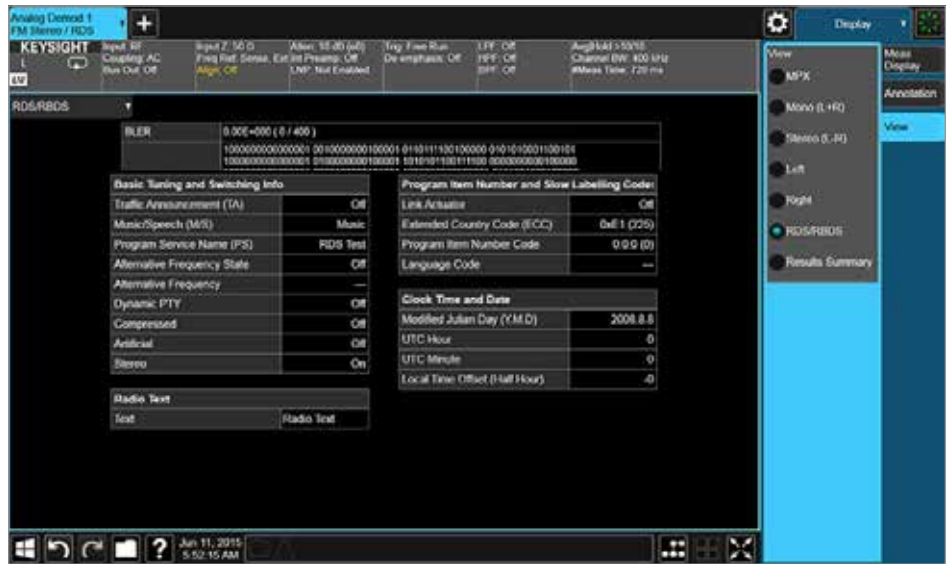 Analog Demod 1
FM Stereo / RDS
+
Display
KEYSIGHT
L
Input: RF
Coupling: AC
Bus Out: Off
Input Z: 50 Ω
Freq Ref: Sense, Ext
Align: Off
Atten: 10 dB
Int Preamp: Off
LNP: Not Enabled
Trig: Free Run
De-emphasis: Off
LPF: Off
HPF: Off
BPF: Off
Avg|Hold:>10/10
Channel BW: 400 kHz
#Meas Time: 720 ms
RDS/RBDS
BLER
0.00E+000 ( 0 / 400 )
Basic Tuning and Switching Info
Traffic Announcement (TA)
Off
Music/Speech (M/S)
Music
Program Service Name (PS)
RDS Test
Alternative Frequency State
Off
Alternative Frequency
---
Dynamic PTY
Off
Compressed
Off
Artificial
Off
Stereo
On
Radio Text
Text
Radio Text
Program Item Number and Slow Labelling Codes
Link Actuator
Off
Extended Country Code (ECC)
0xE1 (225)
Program Item Number Code
0:0:0 (0)
Language Code
---
Clock Time and Date
Modified Julian Day (Y.M.D)
2008.8.8
UTC Hour
0
UTC Minute
0
Local Time Offset (Half Hour)
-0
View
MPX
Mono (L+R)
Stereo (L-R)
Left
Right
RDS/RBDS
Results Summary
Meas
Display
Annotation
View
?
Jun 11, 2015
5:52:15 AM